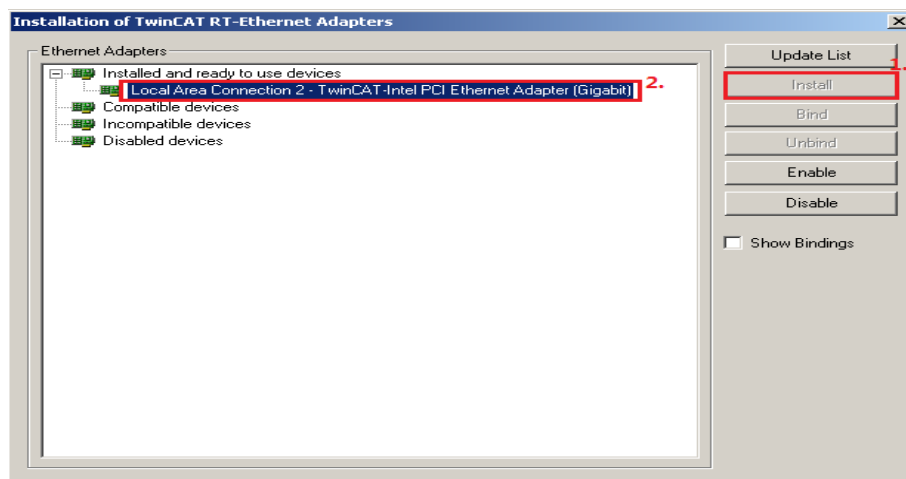 Installation of TwinCAT RT-Ethernet Adapters
Ethernet Adapters
Installed and ready to use devices
Local Area Connection 2 - TwinCAT-Intel PCI Ethernet Adapter (Gigabit)
2.
Compatible devices
Incompatible devices
Disabled devices
Update List
1.
Install
Bind
Unbind
Enable
Disable
Show Bindings